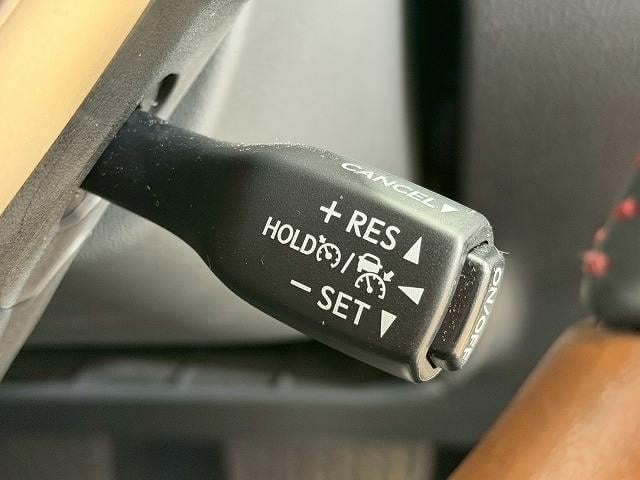 CANCEL▼
+ RES ▲
HOLD / ◀
− SET ▼
ON/OFF